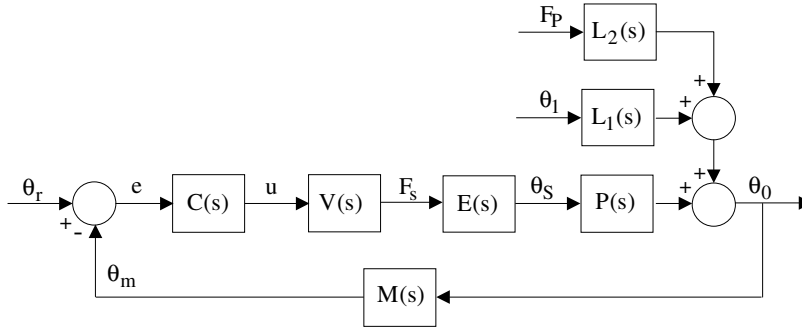 F_P
L_2(s)
+
θ_1
+
L_1(s)
θ_r
+
-
e
C(s)
u
V(s)
F_s
E(s)
θ_S
P(s)
+
+
θ_0
θ_m
M(s)